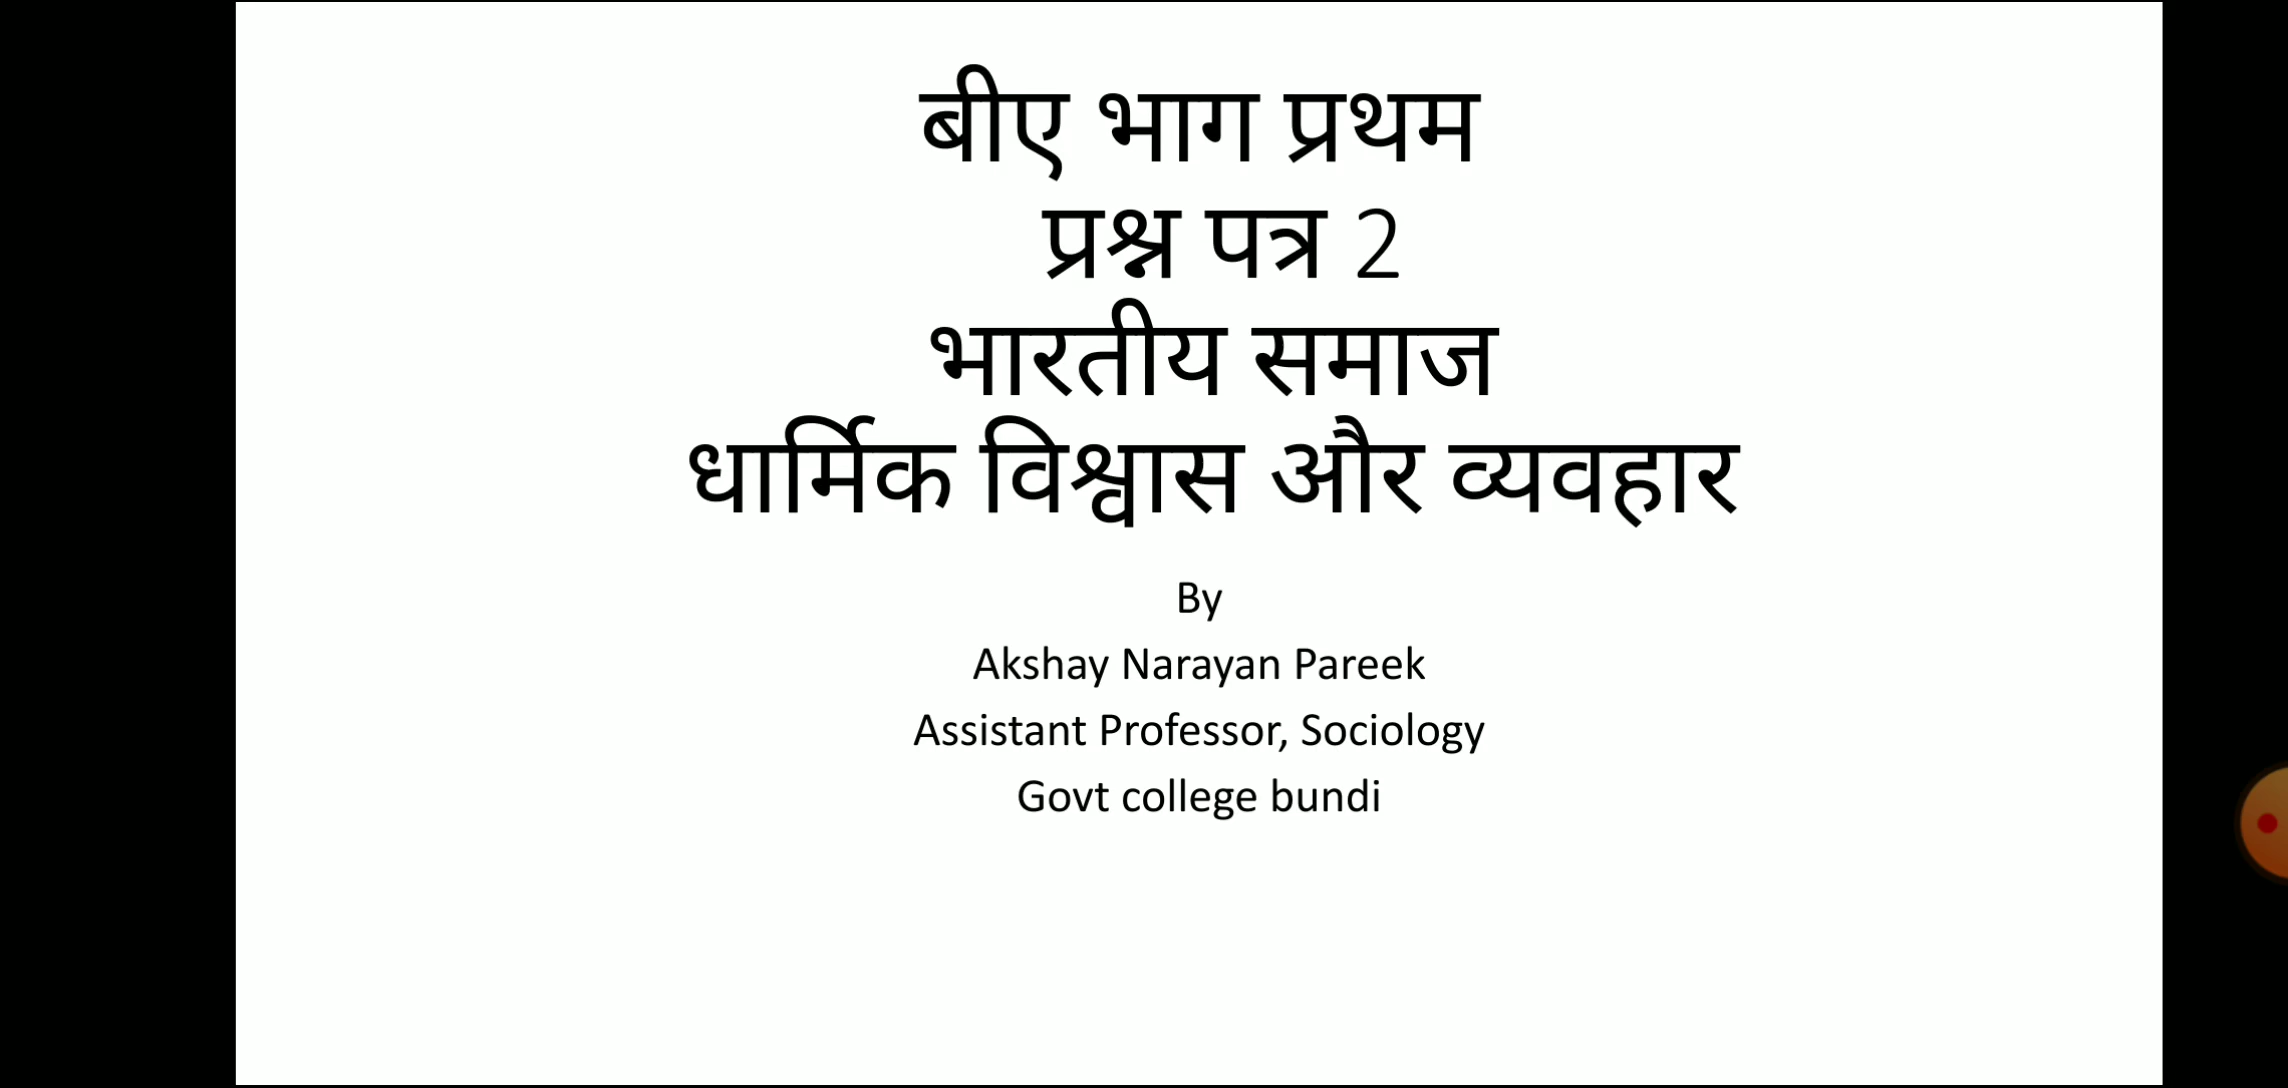 बीए भाग प्रथम
प्रश्न पत्र 2
भारतीय समाज
धार्मिक विश्वास और व्यवहार
By
Akshay Narayan Pareek
Assistant Professor, Sociology
Govt college bundi